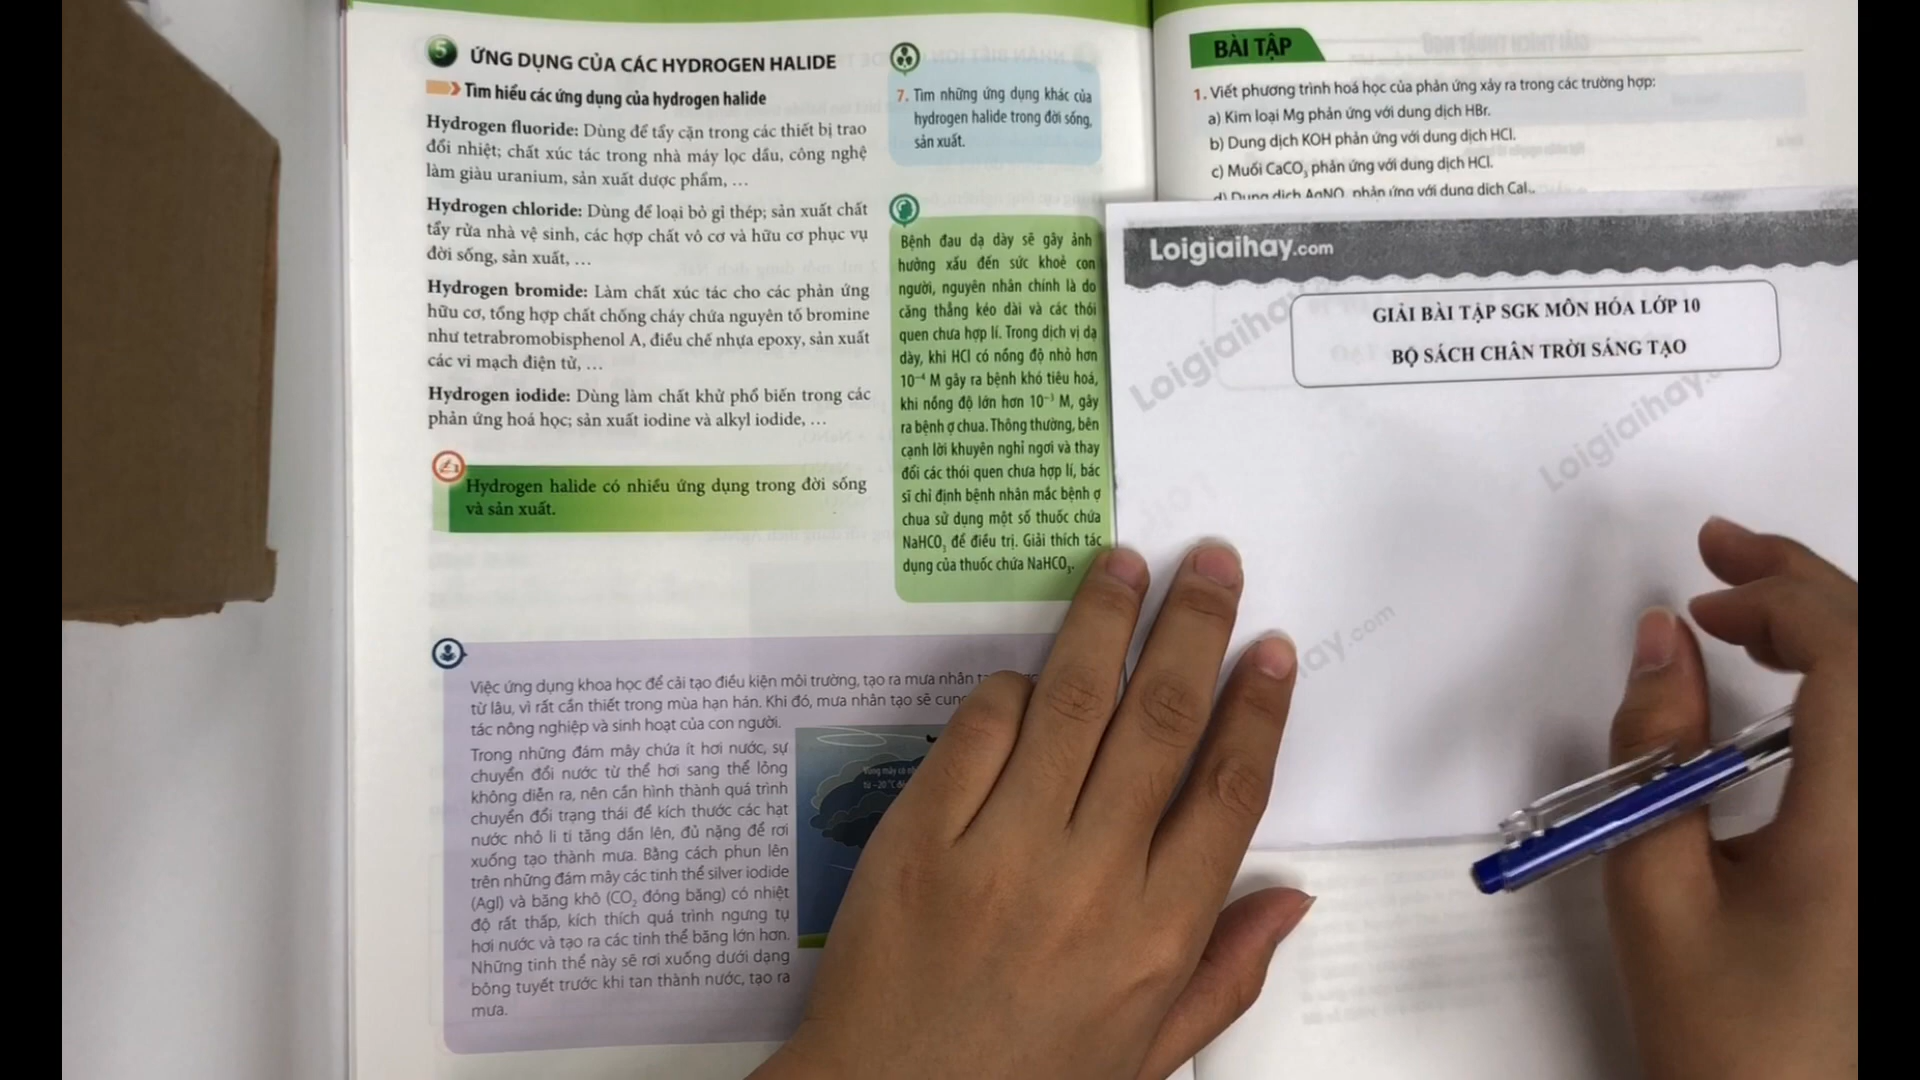 5 ỨNG DỤNG CỦA CÁC HYDROGEN HALIDE
Tìm hiểu các ứng dụng của hydrogen halide
Hydrogen fluoride: Dùng để tẩy cặn trong các thiết bị trao
đổi nhiệt; chất xúc tác trong nhà máy lọc dầu, công nghệ
làm giàu uranium, sản xuất dược phẩm, …
Hydrogen chloride: Dùng để loại bỏ gỉ thép; sản xuất chất
tẩy rửa nhà vệ sinh, các hợp chất vô cơ và hữu cơ phục vụ
đời sống, sản xuất, …
Hydrogen bromide: Làm chất xúc tác cho các phản ứng
hữu cơ, tổng hợp chất chống cháy chứa nguyên tố bromine
như tetrabromobisphenol A, điều chế nhựa epoxy, sản xuất
các vi mạch điện tử, …
Hydrogen iodide: Dùng làm chất khử phổ biến trong các
phản ứng hoá học; sản xuất iodine và alkyl iodide, …
Hydrogen halide có nhiều ứng dụng trong đời sống
và sản xuất.
7. Tìm những ứng dụng khác của
hydrogen halide trong đời sống,
sản xuất.
Bệnh đau dạ dày sẽ gây ảnh
hưởng xấu đến sức khoẻ con
người, nguyên nhân chính là do
căng thẳng kéo dài và các thói
quen chưa hợp lí. Trong dịch vị dạ
dày, khi HCl có nồng độ nhỏ hơn
10⁻⁴ M gây ra bệnh khó tiêu hoá,
khi nồng độ lớn hơn 10⁻³ M, gây
ra bệnh ợ chua. Thông thường, bên
cạnh lời khuyên nghỉ ngơi và thay
đổi các thói quen chưa hợp lí, bác
sĩ chỉ định bệnh nhân mắc bệnh ợ
chua sử dụng một số thuốc chứa
NaHCO₃ để điều trị. Giải thích tác
dụng của thuốc chứa NaHCO₃.
Việc ứng dụng khoa học để cải tạo điều kiện môi trường, tạo ra mưa nhân
từ lâu, vì rất cần thiết trong mùa hạn hán. Khi đó, mưa nhân tạo sẽ cung
tác nông nghiệp và sinh hoạt của con người.
Trong những đám mây chứa ít hơi nước, sự
chuyển đổi nước từ thể hơi sang thể lỏng
không diễn ra, nên cần hình thành quá trình
chuyển đổi trạng thái để kích thước các hạt
nước nhỏ li ti tăng dần lên, đủ nặng để rơi
xuống tạo thành mưa. Bằng cách phun lên
trên những đám mây các tinh thể silver iodide
(AgI) và băng khô (CO₂ đóng băng) có nhiệt
độ rất thấp, kích thích quá trình ngưng tụ
hơi nước và tạo ra các tinh thể băng lớn hơn.
Những tinh thể này sẽ rơi xuống dưới dạng
bông tuyết trước khi tan thành nước, tạo ra
mưa.
Vùng mây có
từ -20 °C
BÀI TẬP
1. Viết phương trình hoá học của phản ứng xảy ra trong các trường hợp:
a) Kim loại Mg phản ứng với dung dịch HBr.
b) Dung dịch KOH phản ứng với dung dịch HCl.
c) Muối CaCO₃ phản ứng với dung dịch HCl.
d) Dung dịch AgNO₃ phản ứng với dung dịch CaI₂.
Loigiaihay.com
GIẢI BÀI TẬP SGK MÔN HÓA LỚP 10
BỘ SÁCH CHÂN TRỜI SÁNG TẠO
Loigiaihay
Loigiaihay.c
hay.com